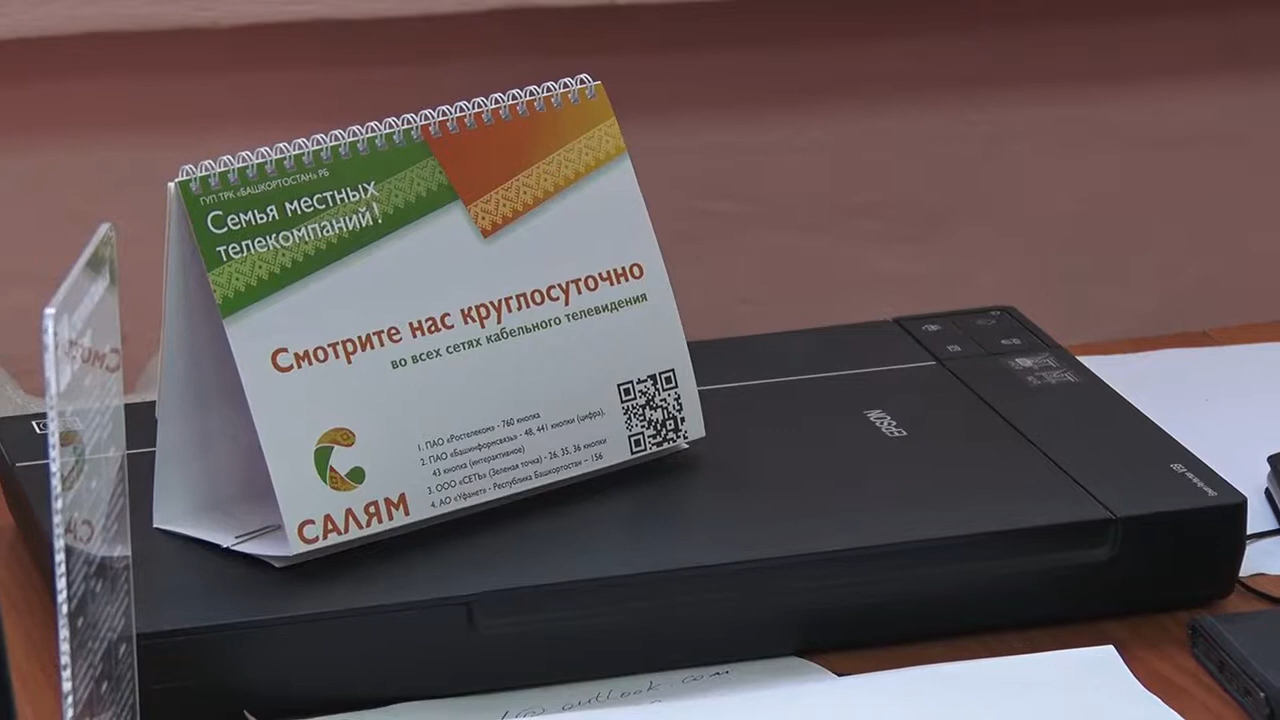 ГУП ТРК «БАШКОРТОСТАН» РБ
Семья местных
телекомпаний!
Смотрите нас круглосуточно
во всех сетях кабельного телевидения
1. ПАО «Ростелеком» - 760 кнопка
2. ПАО «Башинформсвязь» - 48, 441 кнопки (цифра),
43 кнопка (интерактивное)
3. ООО «СЕТЬ» (Зеленая точка) - 26, 35, 36 кнопки
4. АО «Уфанет» - Республика Башкортостан – 156
САЛЯМ
EPSON
outlook.com